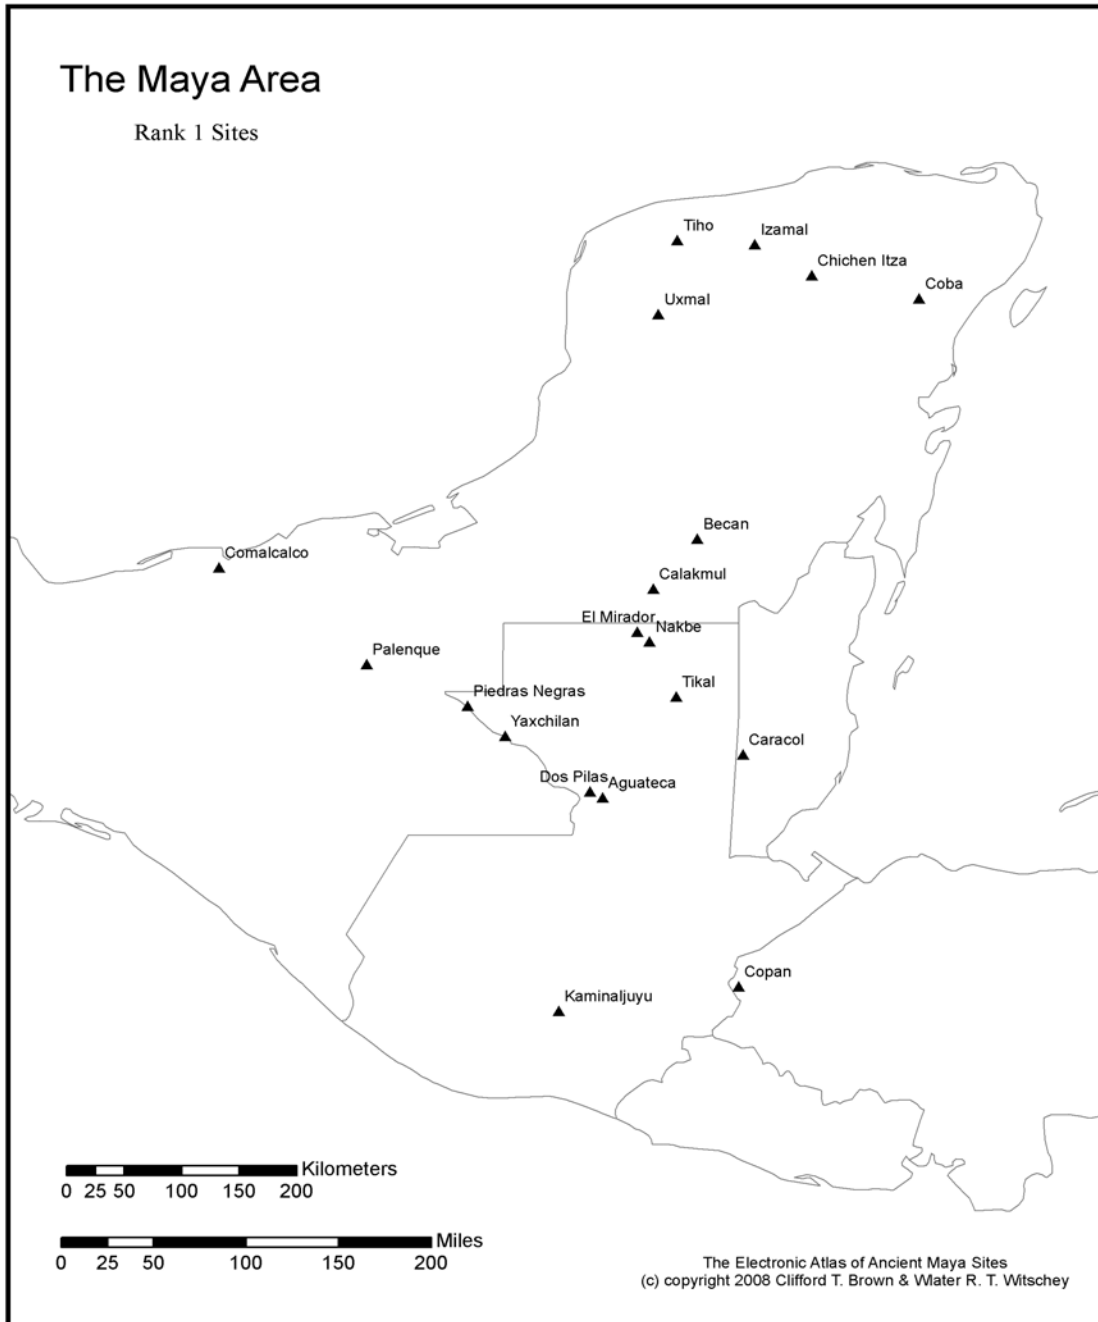 The Maya Area
Rank 1 Sites
Tiho
Izamal
Chichen Itza
Coba
Uxmal
Becan
Comalcalco
Calakmul
El Mirador
Nakbe
Palenque
Tikal
Piedras Negras
Yaxchilan
Caracol
Dos Pilas
Aguateca
Copan
Kaminaljuyu
Kilometers
0 25 50 100 150 200
Miles
0 25 50 100 150 200
The Electronic Atlas of Ancient Maya Sites
(c) copyright 2008 Clifford T. Brown & Wlater R. T. Witschey